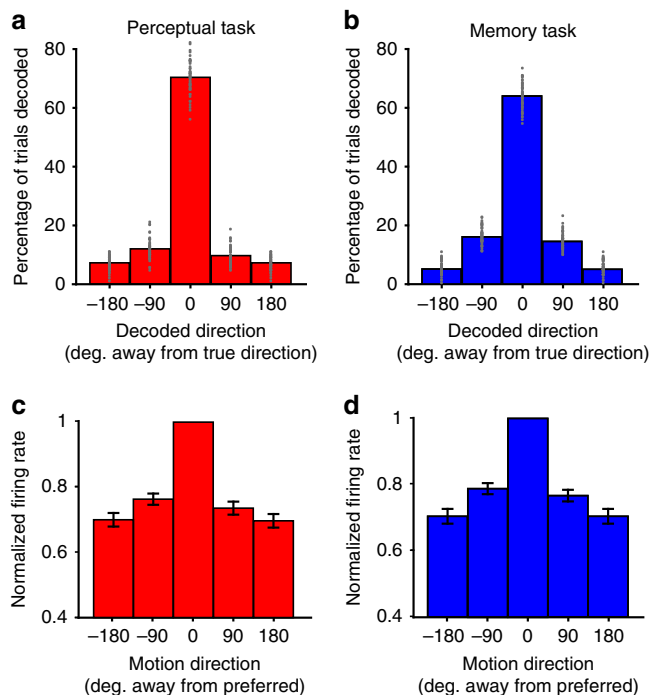 a
Perceptual task
Percentage of trials decoded
80
60
40
20
0
−180 −90 0 90 180
Decoded direction
(deg. away from true direction)
b
Memory task
Percentage of trials decoded
80
60
40
20
0
−180 −90 0 90 180
Decoded direction
(deg. away from true direction)
c
Normalized firing rate
1
0.8
0.6
0.4
−180 −90 0 90 180
Motion direction
(deg. away from preferred)
d
Normalized firing rate
1
0.8
0.6
0.4
−180 −90 0 90 180
Motion direction
(deg. away from preferred)